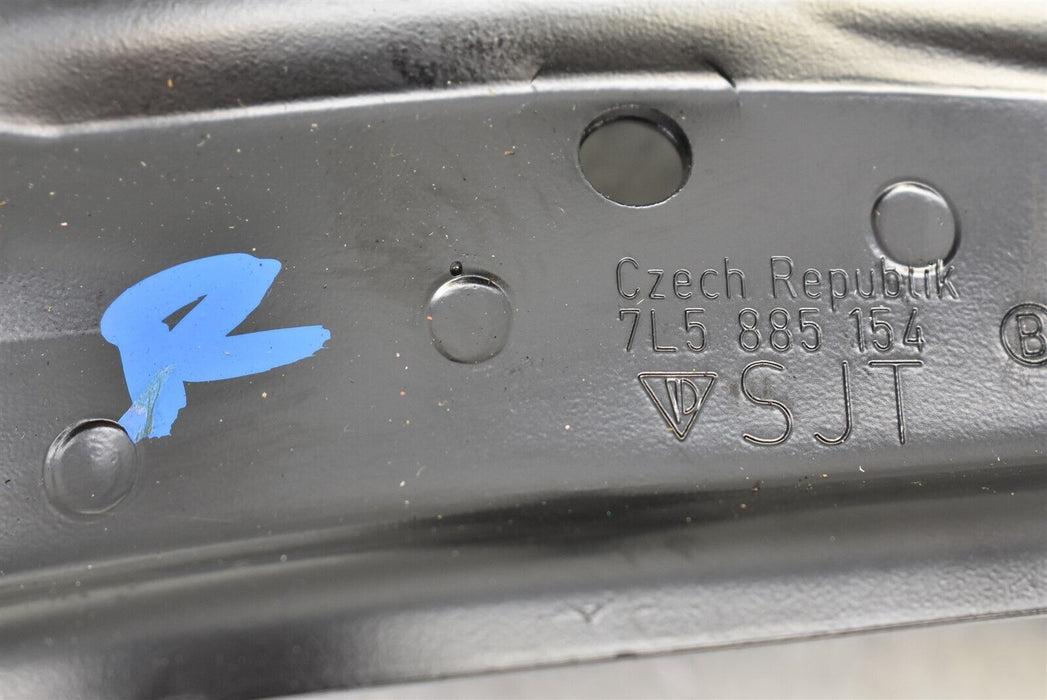 R
Czech Republik
7L5 885 154
B
SJT